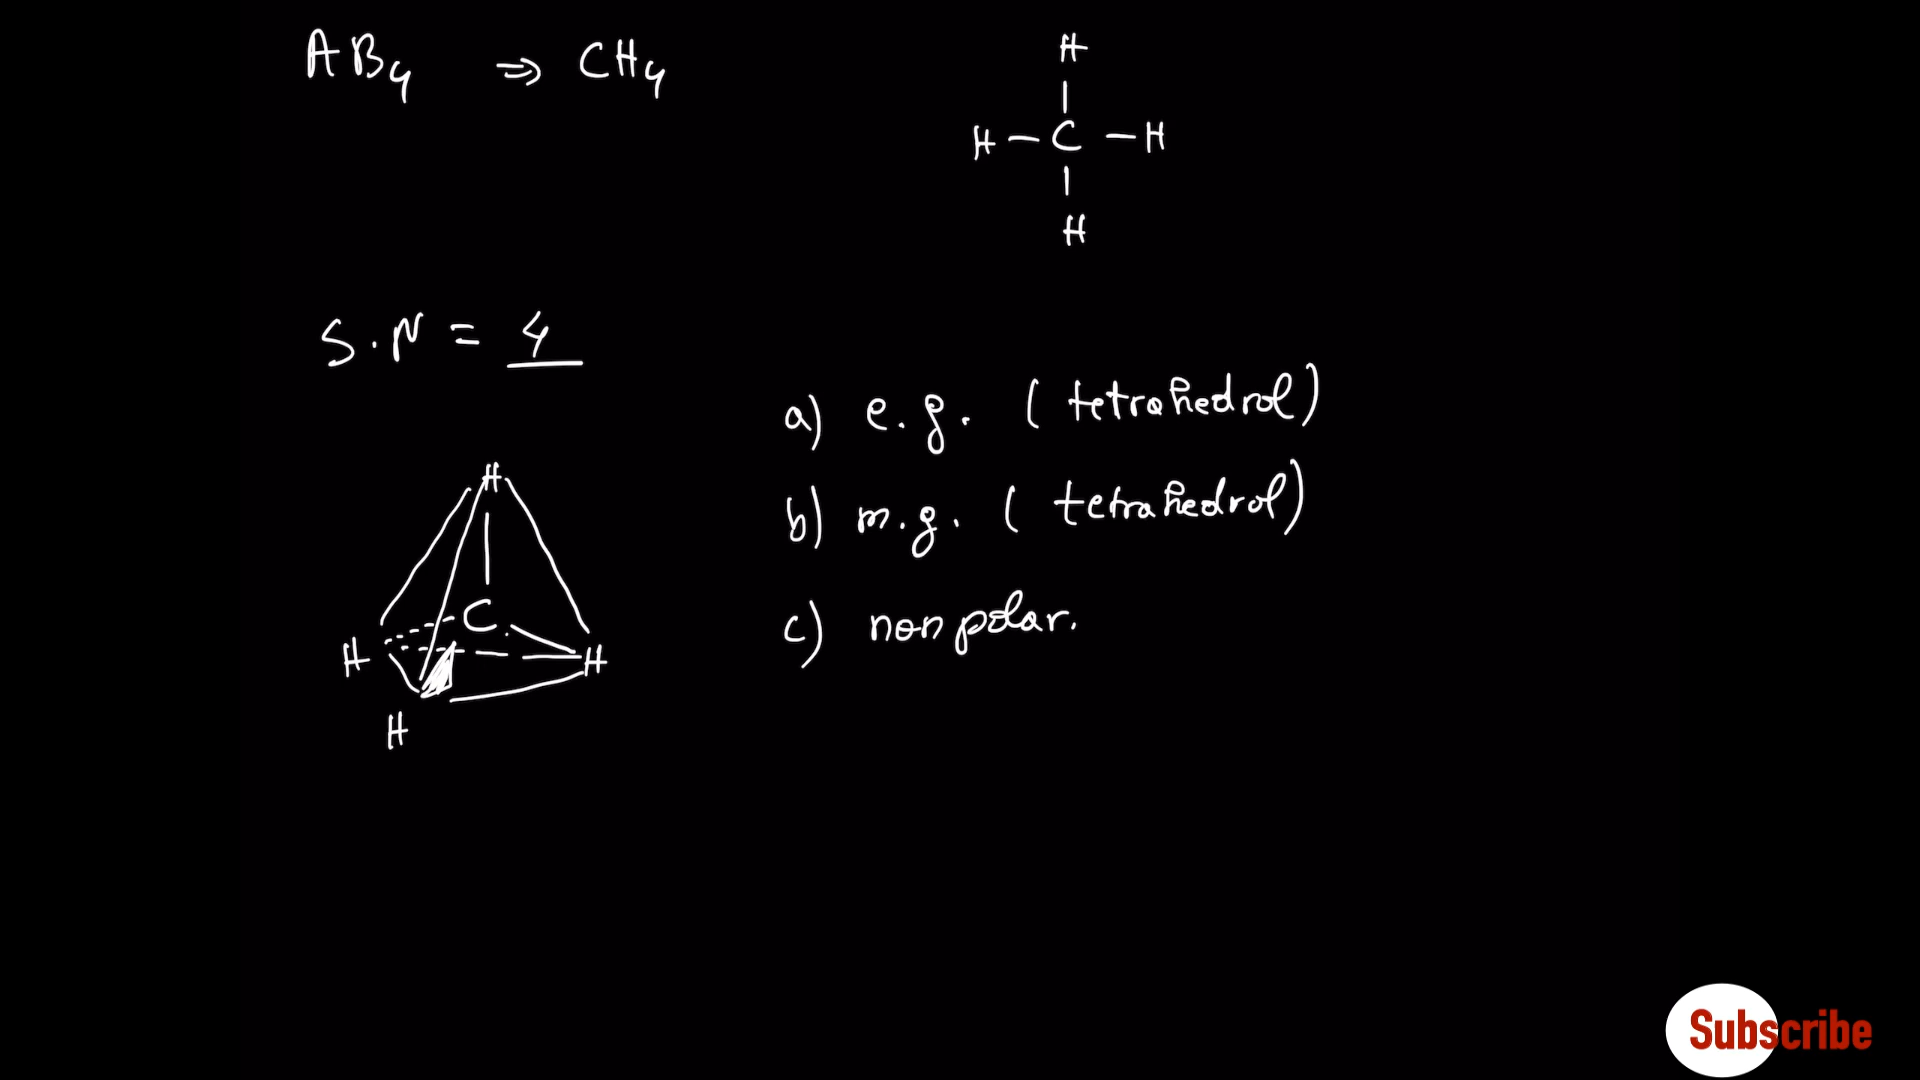 AB4 ⇒ CH4
H
H – C – H
H
S.N = 4
a) e.g. ( tetrahedral)
b) m.g. ( tetrahedral)
c) nonpolar.
H
C
H H
H
Subscribe